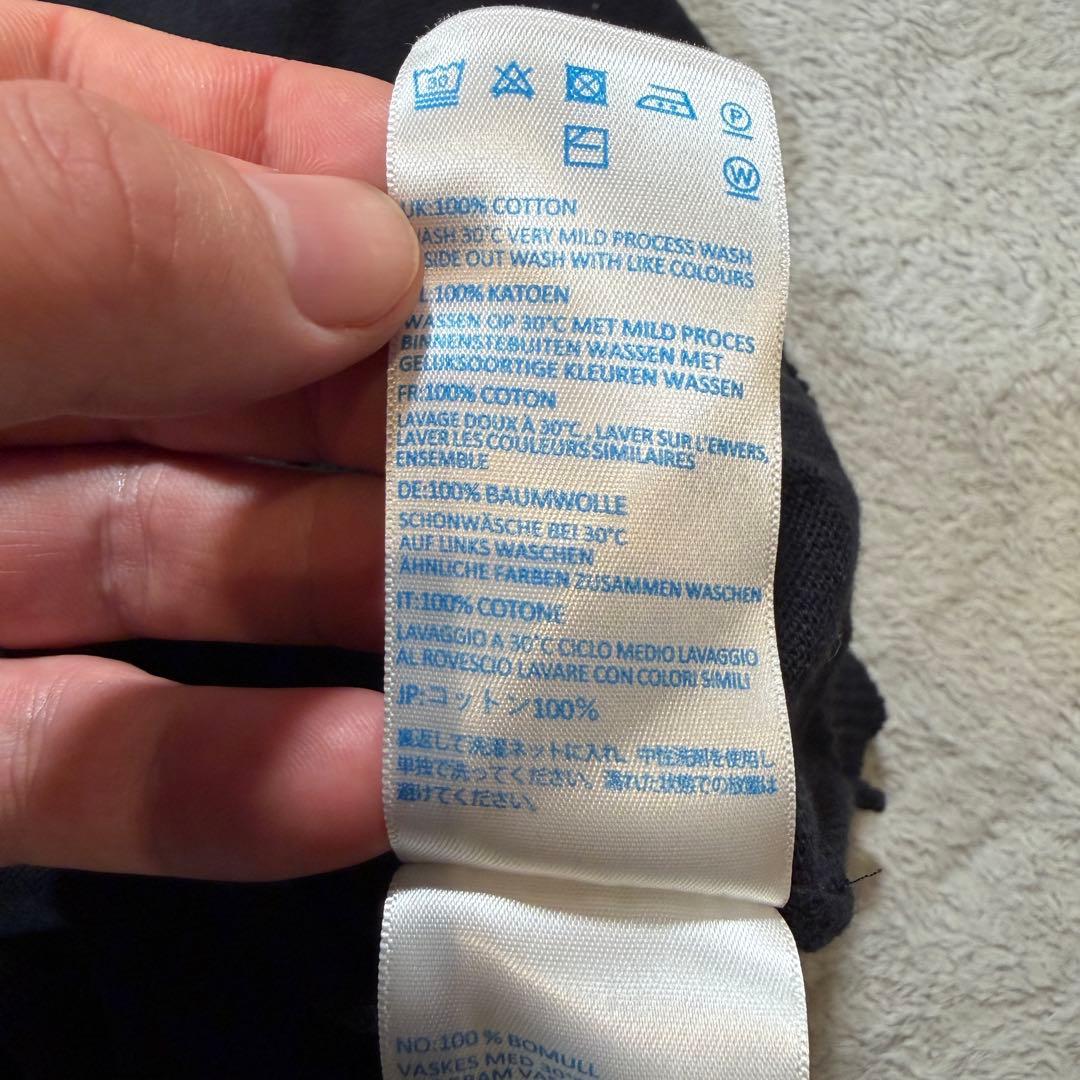 30
P
W
UK:100% COTTON
WASH 30°C VERY MILD PROCESS WASH
SIDE OUT WASH WITH LIKE COLOURS
L:100% KATOEN
WASSEN OP 30°C MET MILD PROCES
BINNENSTEBUITEN WASSEN MET
GELIJKSOORTIGE KLEUREN WASSEN
FR:100% COTON
LAVAGE DOUX À 30°C, LAVER SUR L'ENVERS,
LAVER LES COULEURS SIMILAIRES
ENSEMBLE
DE:100% BAUMWOLLE
SCHONWÄSCHE BEI 30°C
AUF LINKS WASCHEN
ÄHNLICHE FARBEN ZUSAMMEN WASCHEN
IT:100% COTONE
LAVAGGIO A 30°C CICLO MEDIO LAVAGGIO
AL ROVESCIO LAVARE CON COLORI SIMILI
JP:コットン100%
裏返して洗濯ネットに入れ、中性洗剤を使用し
単独で洗ってください。濡れた状態での放置は
避けてください。
NO:100 % BOMULL
VASKES MED 30°